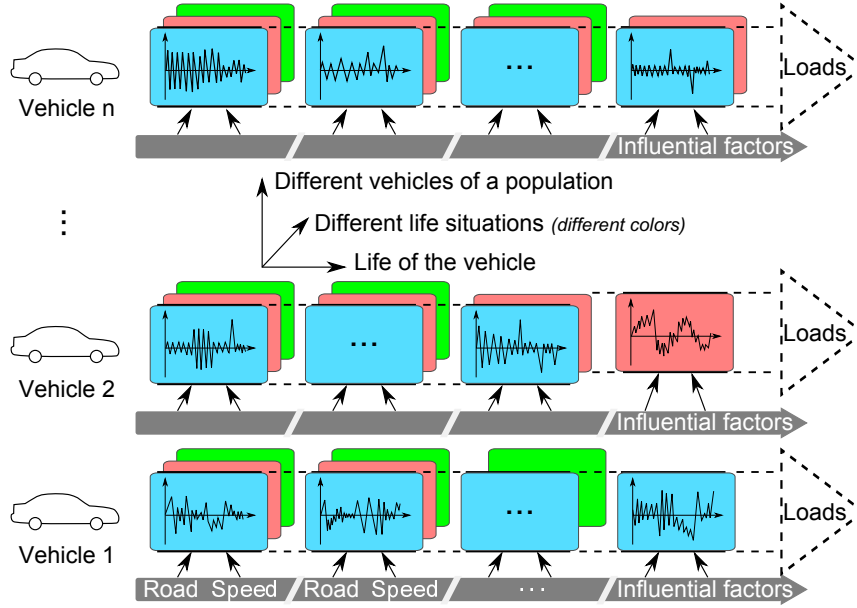 ...
Loads
Vehicle n
Influential factors
Different vehicles of a population
...
Different life situations (different colors)
Life of the vehicle
...
Loads
Vehicle 2
Influential factors
...
Loads
Vehicle 1
Road Speed Road Speed ... Influential factors